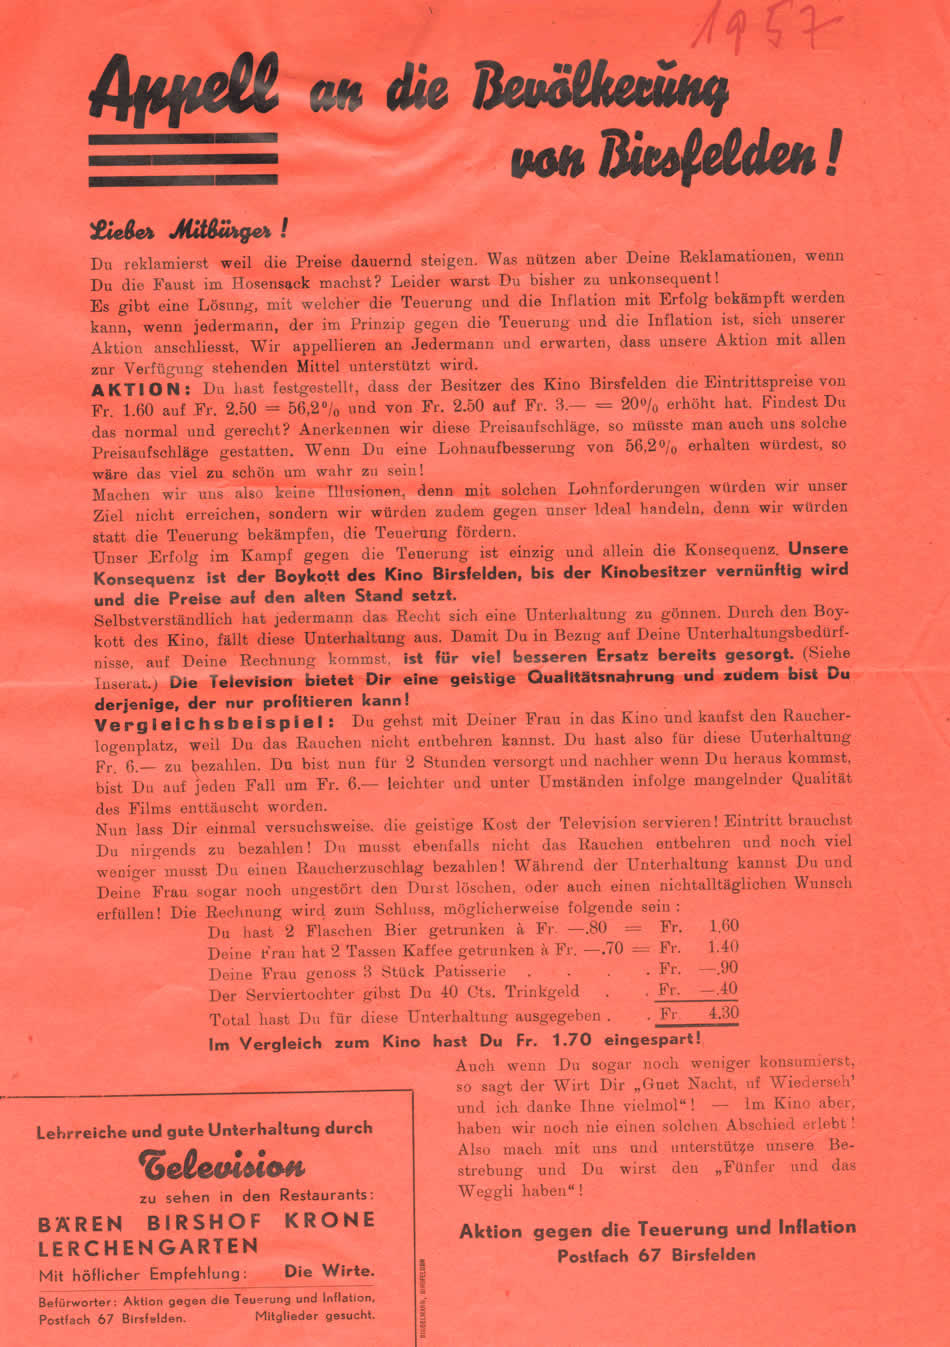 1957
Appell an die Bevölkerung
von Birsfelden!
Lieber Mitbürger!
Du reklamierst weil die Preise dauernd steigen. Was nützen aber Deine Reklamationen, wenn
Du die Faust im Hosensack machst? Leider warst Du bisher zu unkonsequent!
Es gibt eine Lösung, mit welcher die Teuerung und die Inflation mit Erfolg bekämpft werden
kann, wenn jedermann, der im Prinzip gegen die Teuerung und die Inflation ist, sich unserer
Aktion anschliesst, Wir appellieren an Jedermann und erwarten, dass unsere Aktion mit allen
zur Verfügung stehenden Mittel unterstützt wird.
AKTION: Du hast festgestellt, dass der Besitzer des Kino Birsfelden die Eintrittspreise von
Fr. 1.60 auf Fr. 2.50 = 56,2% und von Fr. 2.50 auf Fr. 3.— = 20% erhöht hat. Findest Du
das normal und gerecht? Anerkennen wir diese Preisaufschläge, so müsste man auch uns solche
Preisaufschläge gestatten. Wenn Du eine Lohnaufbesserung von 56,2% erhalten würdest, so
wäre das viel zu schön um wahr zu sein!
Machen wir uns also keine Illusionen, denn mit solchen Lohnforderungen würden wir unser
Ziel nicht erreichen, sondern wir würden zudem gegen unser Ideal handeln, denn wir würden
statt die Teuerung bekämpfen, die Teuerung fördern.
Unser Erfolg im Kampf gegen die Teuerung ist einzig und allein die Konsequenz. Unsere
Konsequenz ist der Boykott des Kino Birsfelden, bis der Kinobesitzer vernünftig wird
und die Preise auf den alten Stand setzt.
Selbstverständlich hat jedermann das Recht sich eine Unterhaltung zu gönnen. Durch den Boy-
kott des Kino, fällt diese Unterhaltung aus. Damit Du in Bezug auf Deine Unterhaltungsbedürf-
nisse, auf Deine Rechnung kommst, ist für viel besseren Ersatz bereits gesorgt. (Siehe
Inserat.) Die Television bietet Dir eine geistige Qualitätsnahrung und zudem bist Du
derjenige, der nur profitieren kann!
Vergleichsbeispiel: Du gehst mit Deiner Frau in das Kino und kaufst den Raucher-
logenplatz, weil Du das Rauchen nicht entbehren kannst. Du hast also für diese Uuterhaltung
Fr. 6.— zu bezahlen. Du bist nun für 2 Stunden versorgt und nachher wenn Du heraus kommst,
bist Du auf jeden Fall um Fr. 6.— leichter und unter Umständen infolge mangelnder Qualität
des Films enttäuscht worden.
Nun lass Dir einmal versuchsweise, die geistige Kost der Television servieren! Eintritt brauchst
Du nirgends zu bezahlen! Du musst ebenfalls nicht das Rauchen entbehren und noch viel
weniger musst Du einen Raucherzuschlag bezahlen! Während der Unterhaltung kannst Du und
Deine Frau sogar noch ungestört den Durst löschen, oder auch einen nichtalltäglichen Wunsch
erfüllen! Die Rechnung wird zum Schluss, möglicherweise folgende sein:
Du hast 2 Flaschen Bier getrunken à Fr. —.80 = Fr. 1.60
Deine Frau hat 2 Tassen Kaffee getrunken à Fr. —.70 = Fr. 1.40
Deine Frau genoss 3 Stück Patisserie . . . . Fr. —.90
Der Serviertochter gibst Du 40 Cts. Trinkgeld . . Fr. —.40
Total hast Du für diese Unterhaltung ausgegeben . . Fr 4.30
Im Vergleich zum Kino hast Du Fr. 1.70 eingespart!
Auch wenn Du sogar noch weniger konsumierst,
so sagt der Wirt Dir „Guet Nacht, uf Wiederseh'
und ich danke Ihne vielmol“! — Im Kino aber,
haben wir noch nie einen solchen Abschied erlebt!
Also mach mit uns und unterstütze unsere Be-
strebung und Du wirst den „Fünfer und das
Weggli haben“!
Aktion gegen die Teuerung und Inflation
Postfach 67 Birsfelden
Lehrreiche und gute Unterhaltung durch
Television
zu sehen in den Restaurants:
BÄREN BIRSHOF KRONE
LERCHENGARTEN
Mit höflicher Empfehlung: Die Wirte.
Befürworter: Aktion gegen die Teuerung und Inflation,
Postfach 67 Birsfelden. Mitglieder gesucht.
BIRSFELDEN